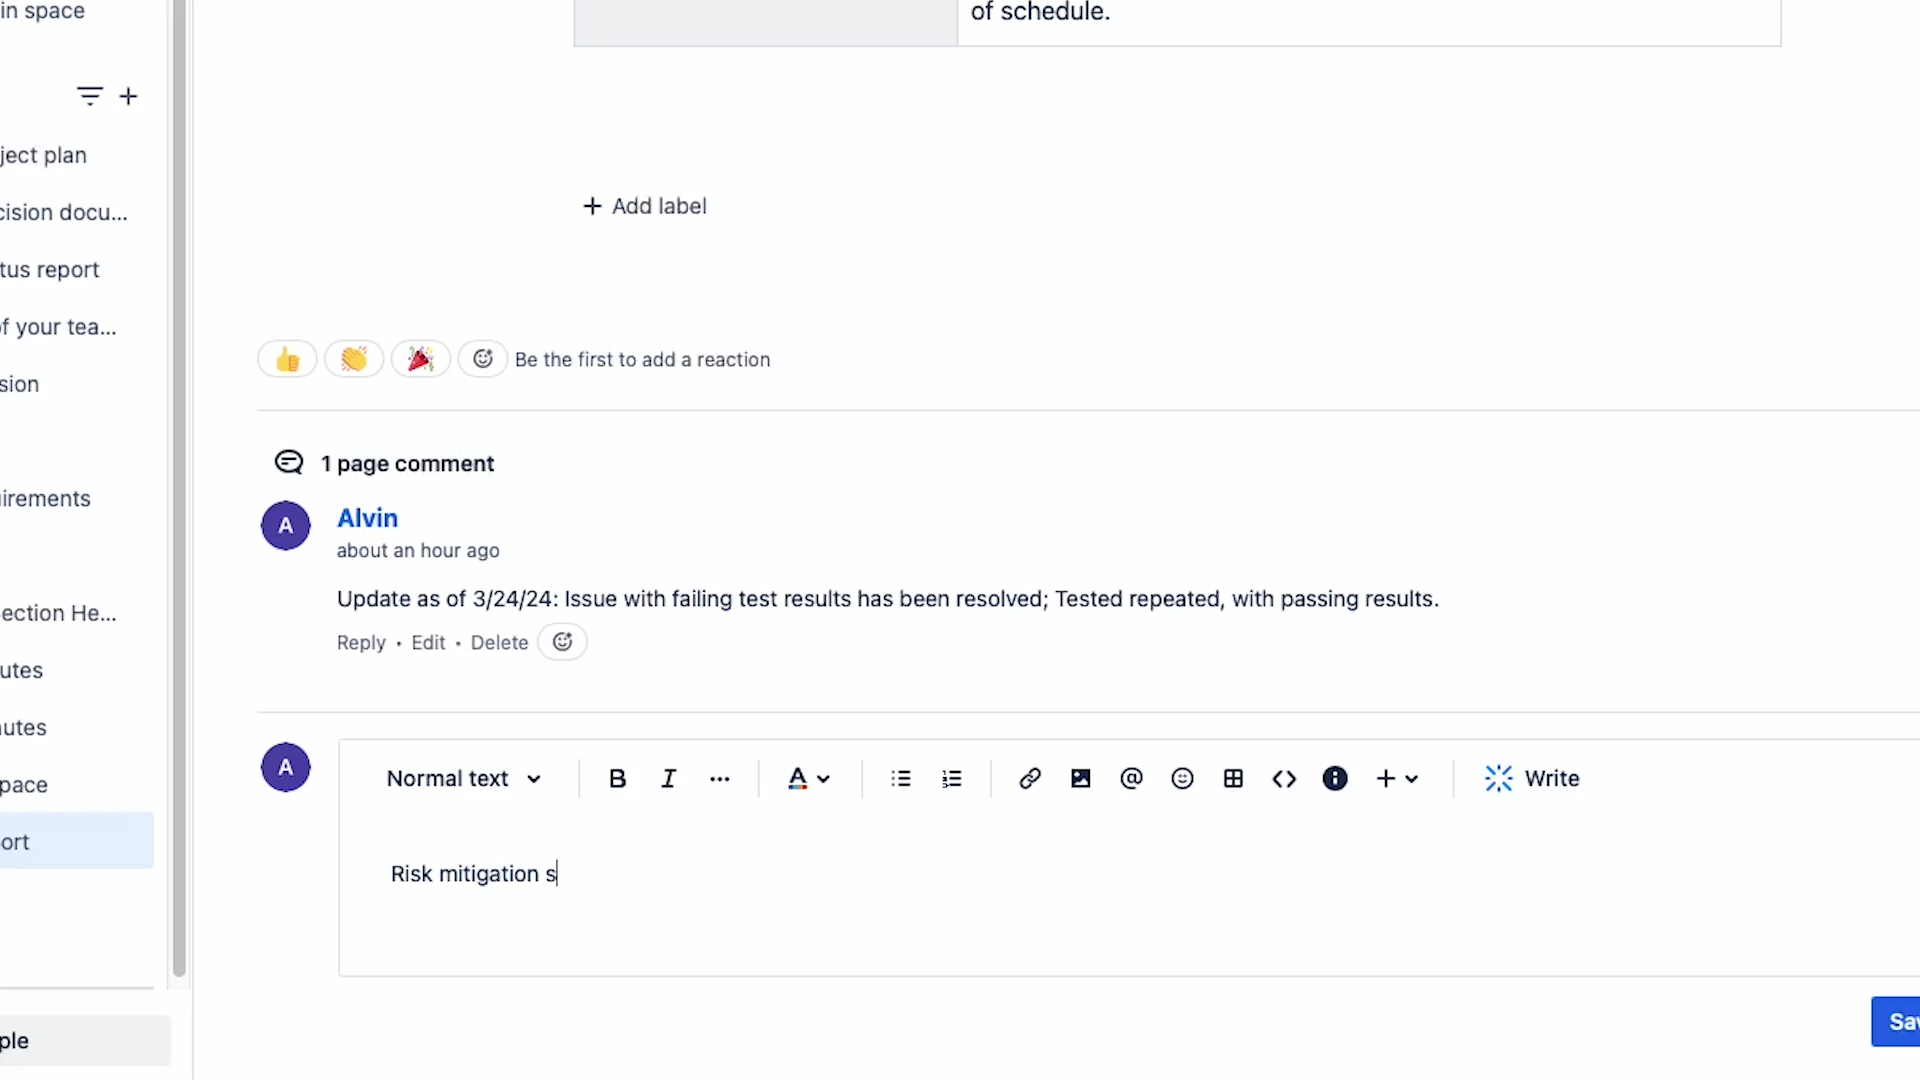 in space
of schedule.
ject plan
cision docu...
tus report
of your tea...
sion
irements
ection He...
utes
nutes
pace
ort
ple
+ Add label
Be the first to add a reaction
1 page comment
A
Alvin
about an hour ago
Update as of 3/24/24: Issue with failing test results has been resolved; Tested repeated, with passing results.
Reply • Edit • Delete
A
Normal text B I ... A Write
Risk mitigation s
Sav